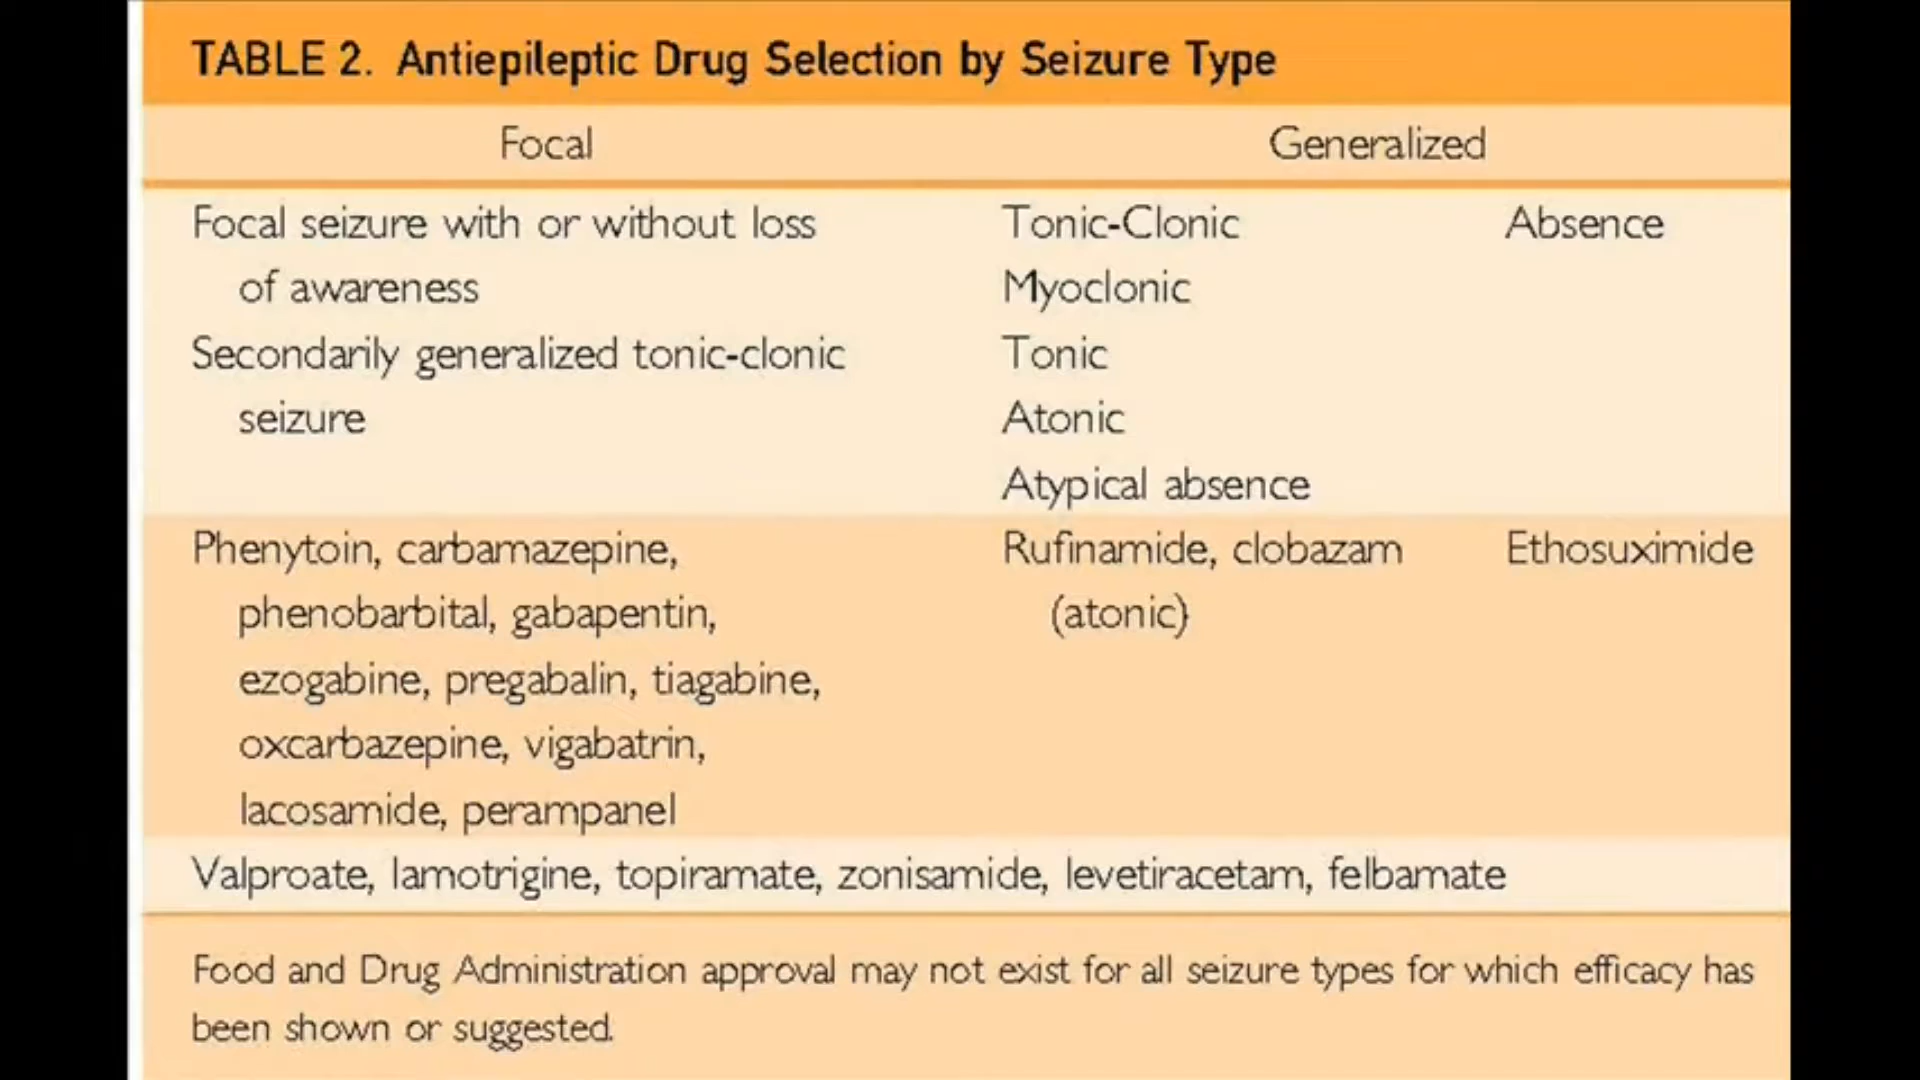 TABLE 2. Antiepileptic Drug Selection by Seizure Type
Focal
Generalized
Focal seizure with or without loss
of awareness
Secondarily generalized tonic-clonic
seizure
Tonic-Clonic
Myoclonic
Tonic
Atonic
Atypical absence
Absence
Phenytoin, carbamazepine,
phenobarbital, gabapentin,
ezogabine, pregabalin, tiagabine,
oxcarbazepine, vigabatrin,
lacosamide, perampanel
Rufinamide, clobazam
(atonic)
Ethosuximide
Valproate, lamotrigine, topiramate, zonisamide, levetiracetam, felbamate
Food and Drug Administration approval may not exist for all seizure types for which efficacy has
been shown or suggested.